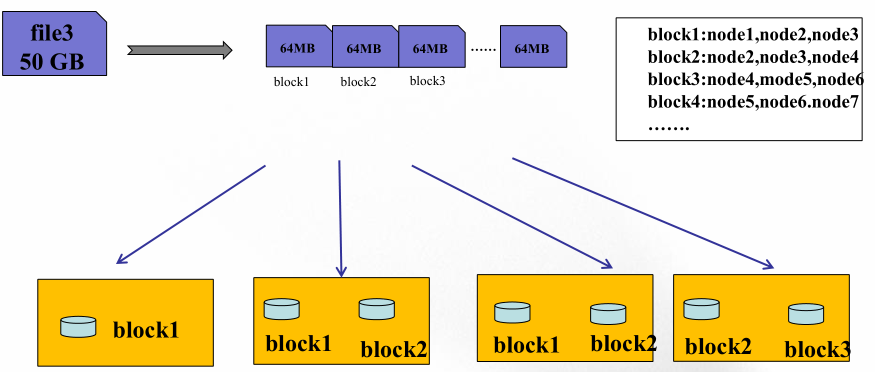 file3
50 GB
64MB 64MB 64MB ...... 64MB
block1 block2 block3
block1:node1,node2,node3
block2:node2,node3,node4
block3:node4,mode5,node6
block4:node5,node6.node7
…….
block1
block1 block2
block1 block2
block2 block3